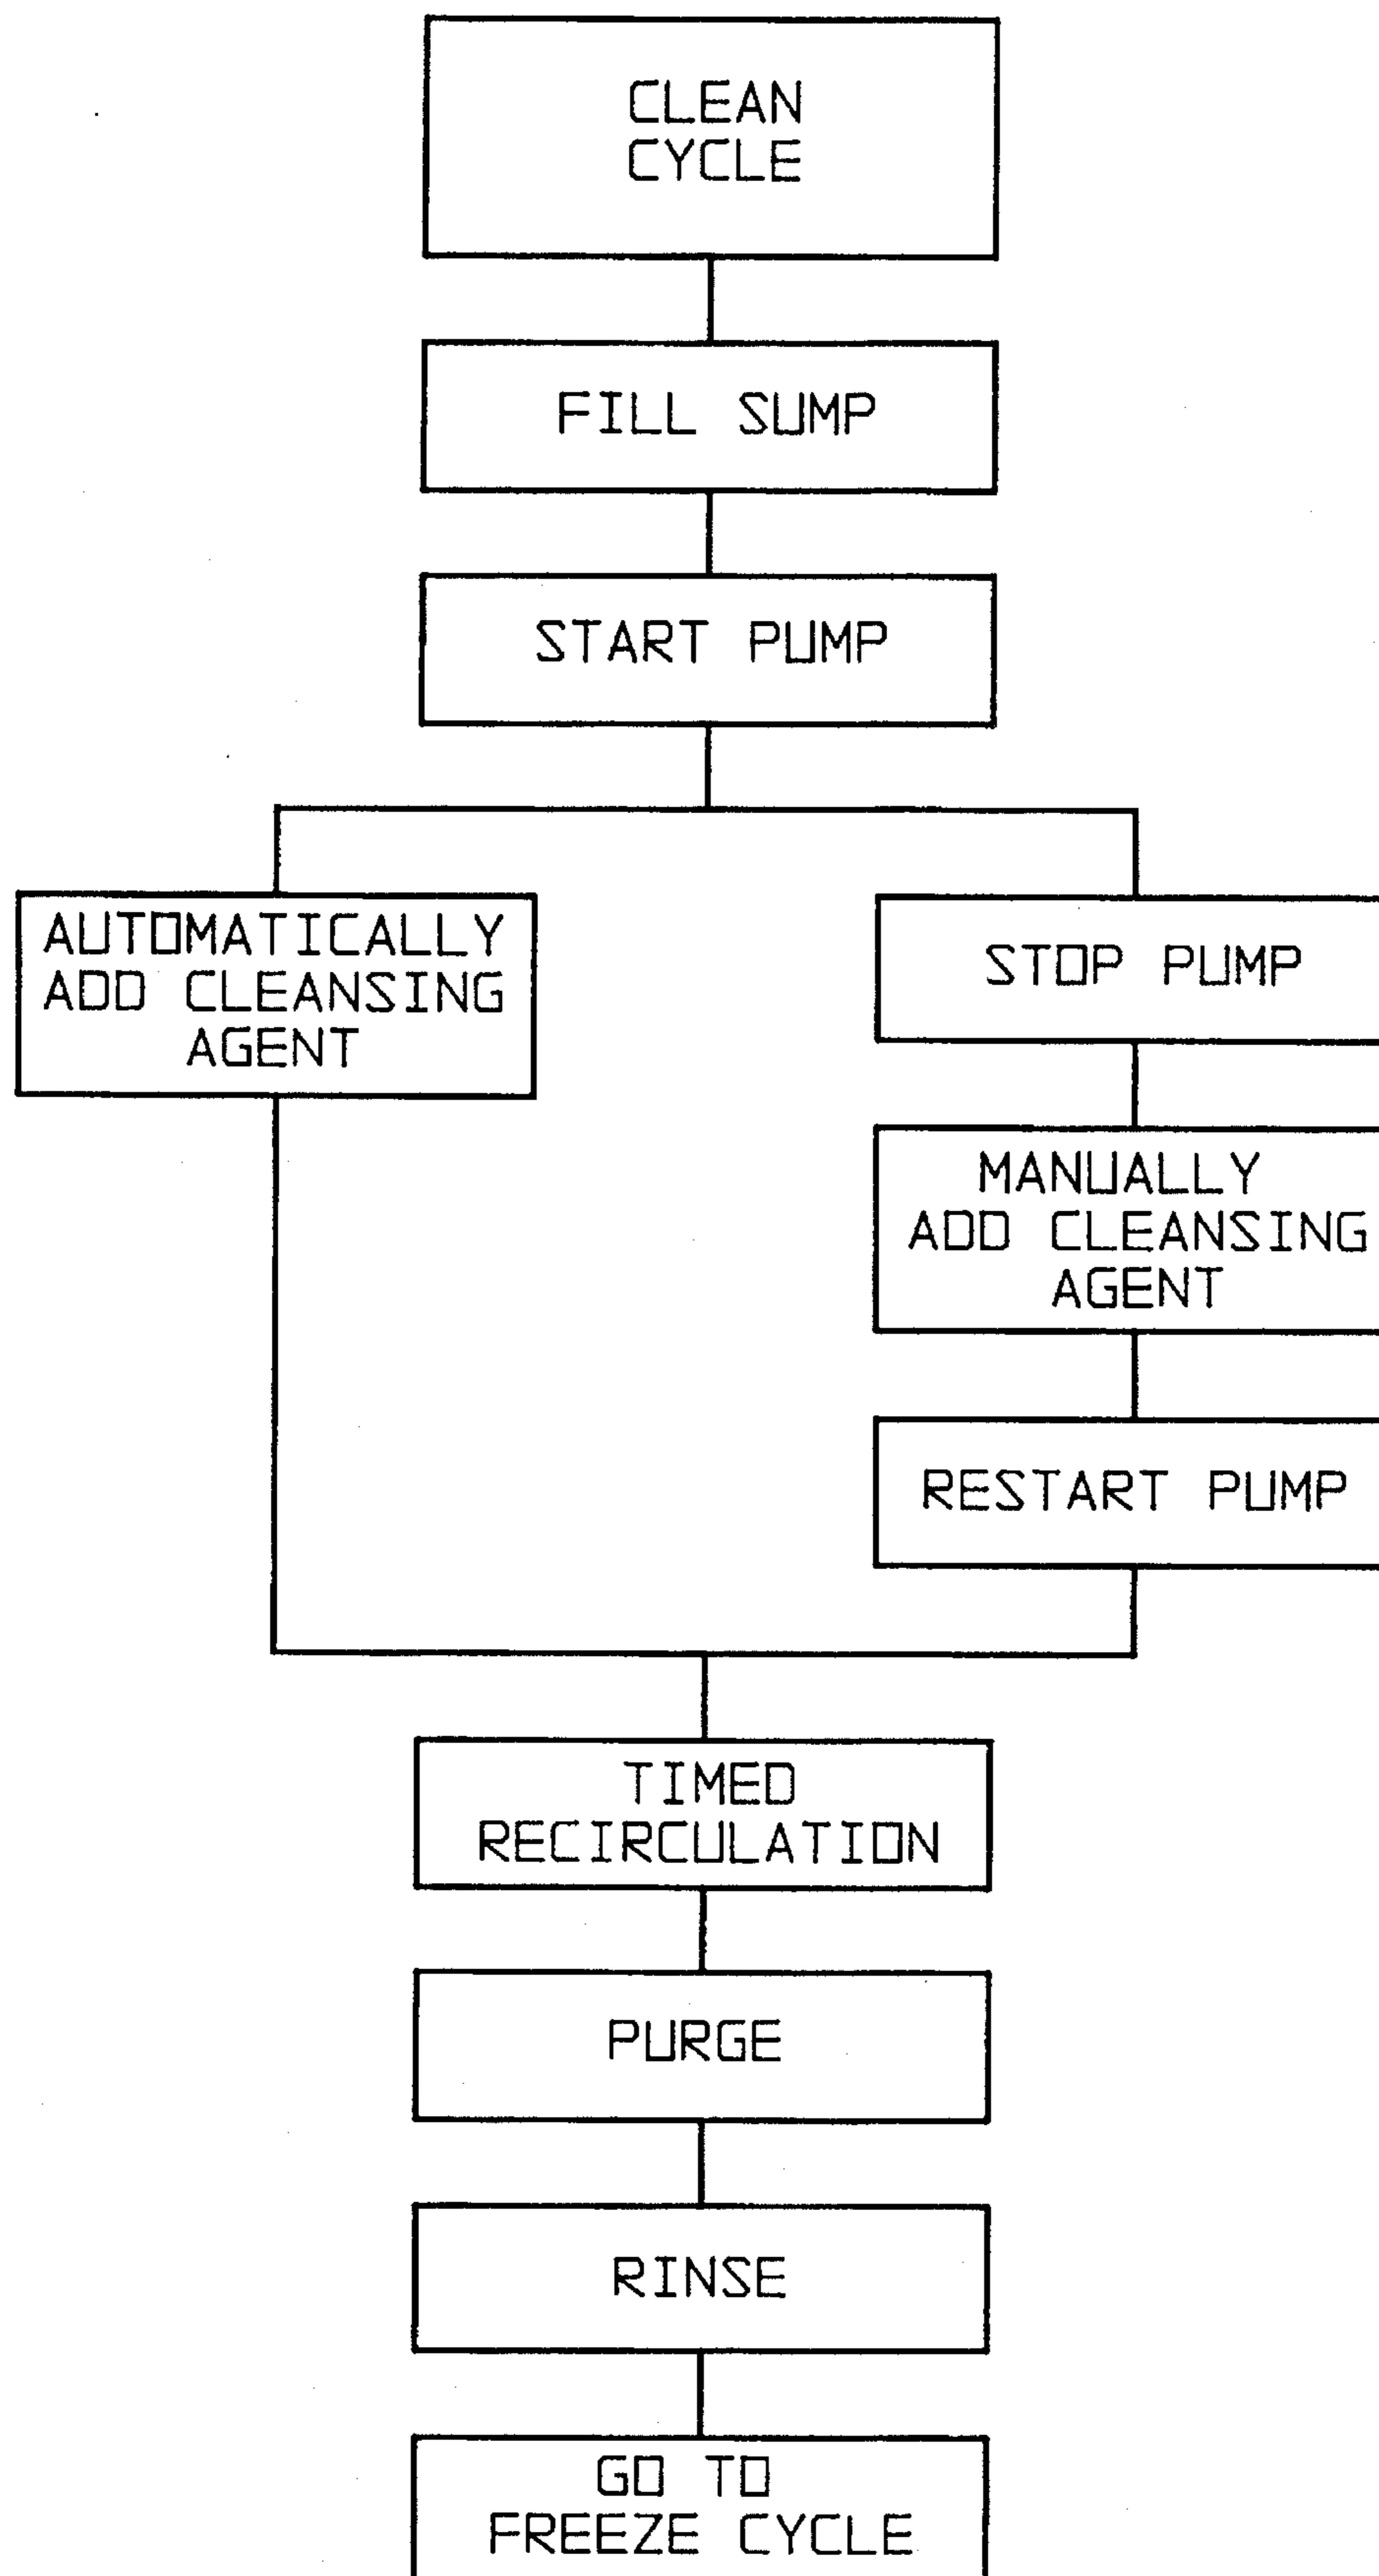 CLEAN
CYCLE
FILL SUMP
START PUMP
AUTOMATICALLY
ADD CLEANSING
AGENT
STOP PUMP
MANUALLY
ADD CLEANSING
AGENT
RESTART PUMP
TIMED
RECIRCULATION
PURGE
RINSE
GO TO
FREEZE CYCLE